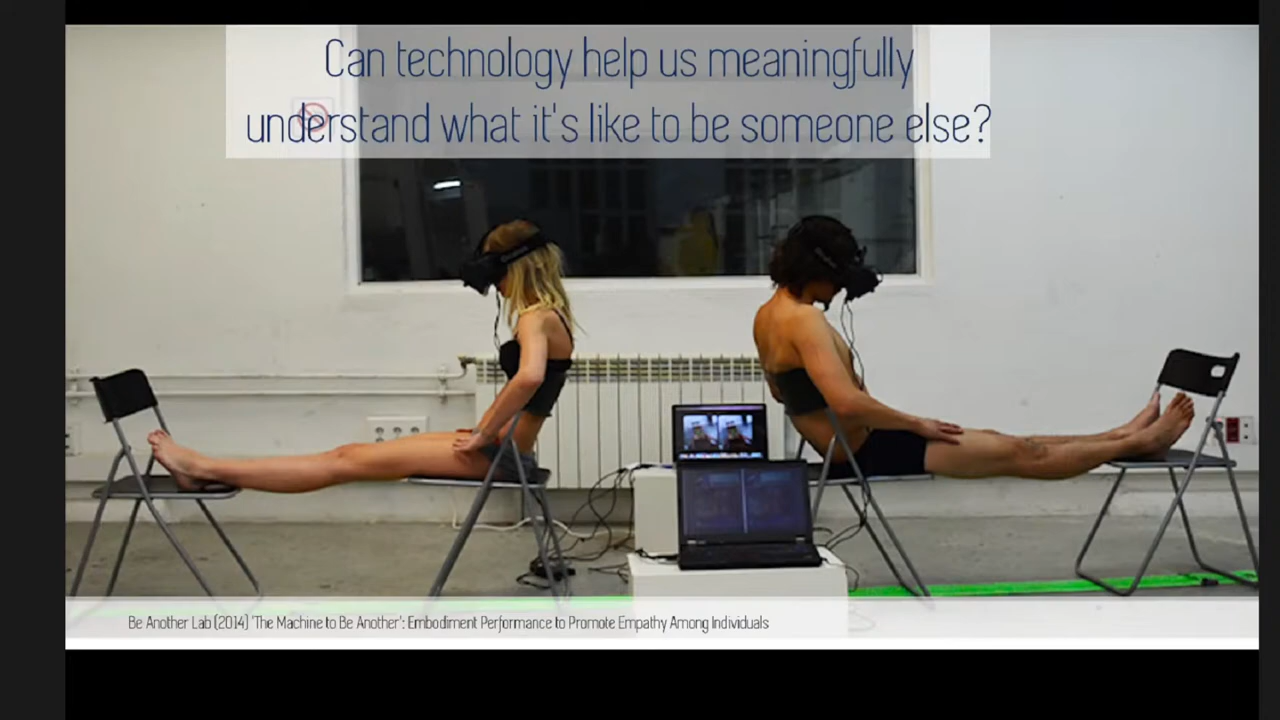 Can technology help us meaningfully
understand what it's like to be someone else?
Be Another Lab (2014) 'The Machine to Be Another': Embodiment Performance to Promote Empathy Among Individuals